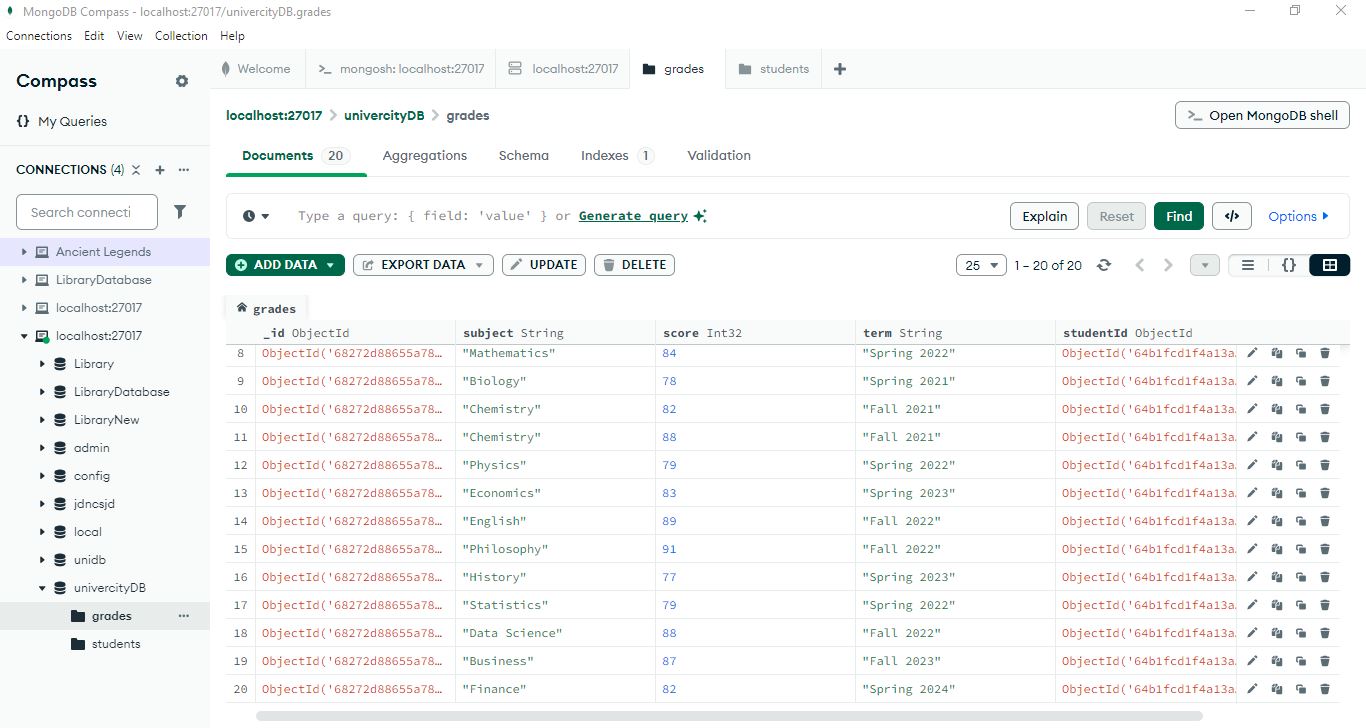 MongoDB Compass - localhost:27017/univercityDB.grades
Connections Edit View Collection Help
Compass
{} My Queries
CONNECTIONS (4)
Search connecti
Ancient Legends
LibraryDatabase
localhost:27017
localhost:27017
Library
LibraryDatabase
LibraryNew
admin
config
jdncsjd
local
unidb
univercityDB
grades
students
Welcome >_ mongosh: localhost:27017 localhost:27017 grades students +
localhost:27017 > univercityDB > grades
>_ Open MongoDB shell
Documents 20 Aggregations Schema Indexes 1 Validation
Type a query: { field: 'value' } or Generate query
Explain Reset Find </> Options
ADD DATA EXPORT DATA UPDATE DELETE
25 1 – 20 of 20 {}
grades
_id ObjectId subject String score Int32 term String studentId ObjectId
8 ObjectId('68272d88655a78… "Mathematics" 84 "Spring 2022" ObjectId('64b1fcd1f4a13a
9 ObjectId('68272d88655a78… "Biology" 78 "Spring 2021" ObjectId('64b1fcd1f4a13a
10 ObjectId('68272d88655a78… "Chemistry" 82 "Fall 2021" ObjectId('64b1fcd1f4a13a
11 ObjectId('68272d88655a78… "Chemistry" 88 "Fall 2021" ObjectId('64b1fcd1f4a13a
12 ObjectId('68272d88655a78… "Physics" 79 "Spring 2022" ObjectId('64b1fcd1f4a13a
13 ObjectId('68272d88655a78… "Economics" 83 "Spring 2023" ObjectId('64b1fcd1f4a13a
14 ObjectId('68272d88655a78… "English" 89 "Fall 2022" ObjectId('64b1fcd1f4a13a
15 ObjectId('68272d88655a78… "Philosophy" 91 "Fall 2022" ObjectId('64b1fcd1f4a13a
16 ObjectId('68272d88655a78… "History" 77 "Spring 2023" ObjectId('64b1fcd1f4a13a
17 ObjectId('68272d88655a78… "Statistics" 79 "Spring 2022" ObjectId('64b1fcd1f4a13a
18 ObjectId('68272d88655a78… "Data Science" 88 "Fall 2022" ObjectId('64b1fcd1f4a13a
19 ObjectId('68272d88655a78… "Business" 87 "Fall 2023" ObjectId('64b1fcd1f4a13a
20 ObjectId('68272d88655a78… "Finance" 82 "Spring 2024" ObjectId('64b1fcd1f4a13a